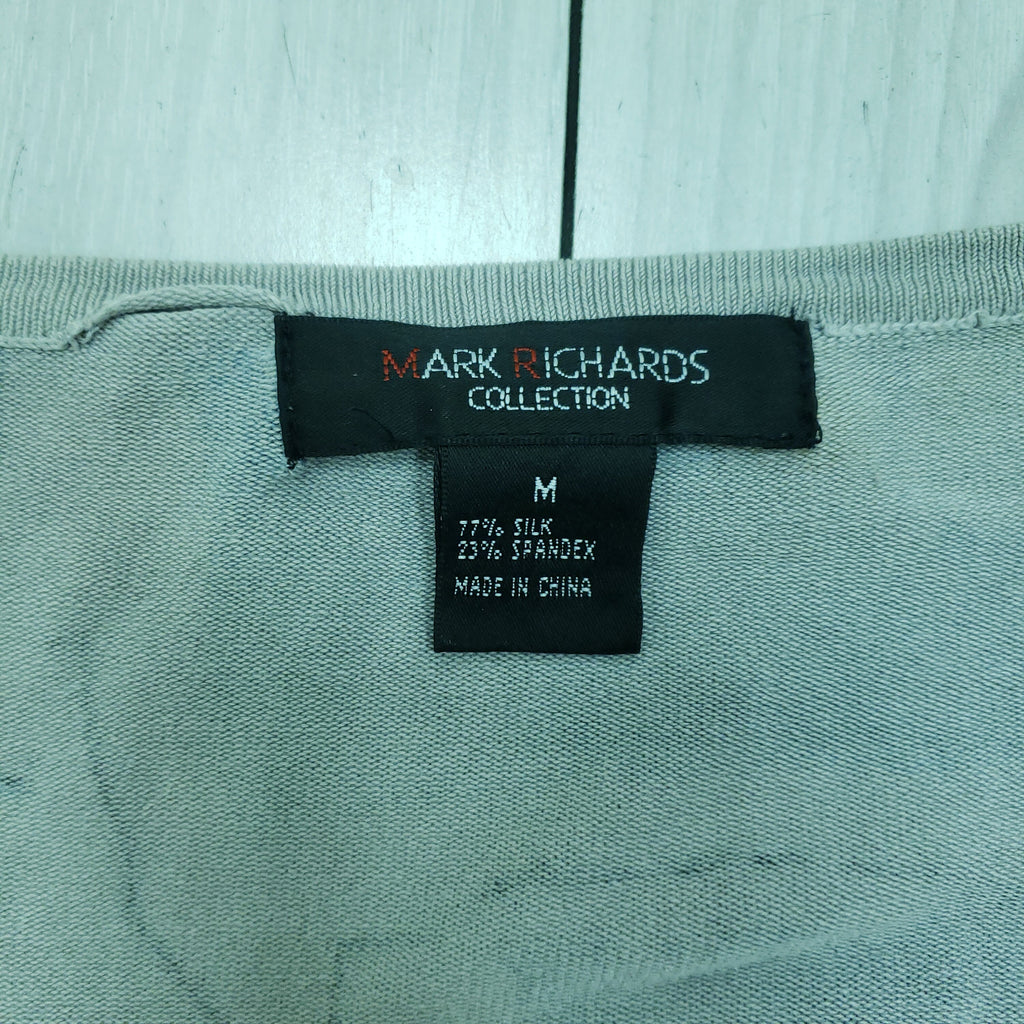 MARK RICHARDS
COLLECTION
M
77% SILK
23% SPANDEX
MADE IN CHINA